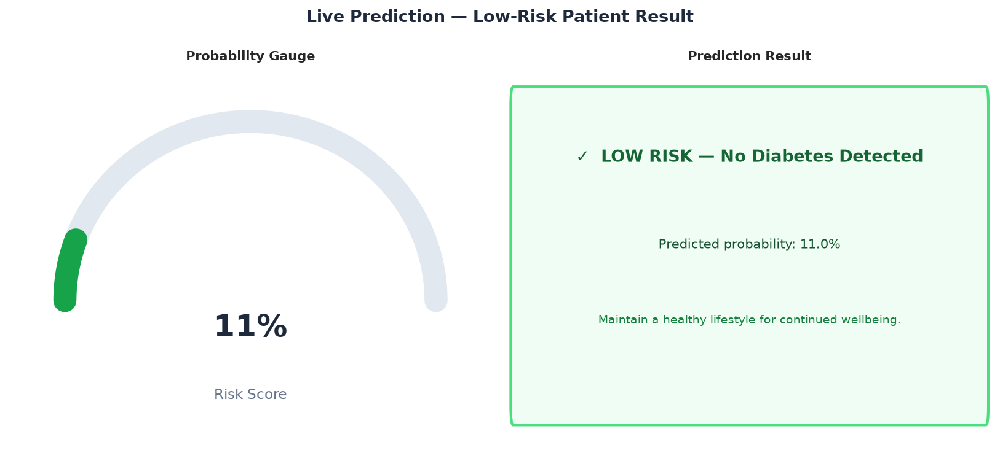 Live Prediction — Low-Risk Patient Result
Probability Gauge
11%
Risk Score
Prediction Result
✓ LOW RISK — No Diabetes Detected
Predicted probability: 11.0%
Maintain a healthy lifestyle for continued wellbeing.